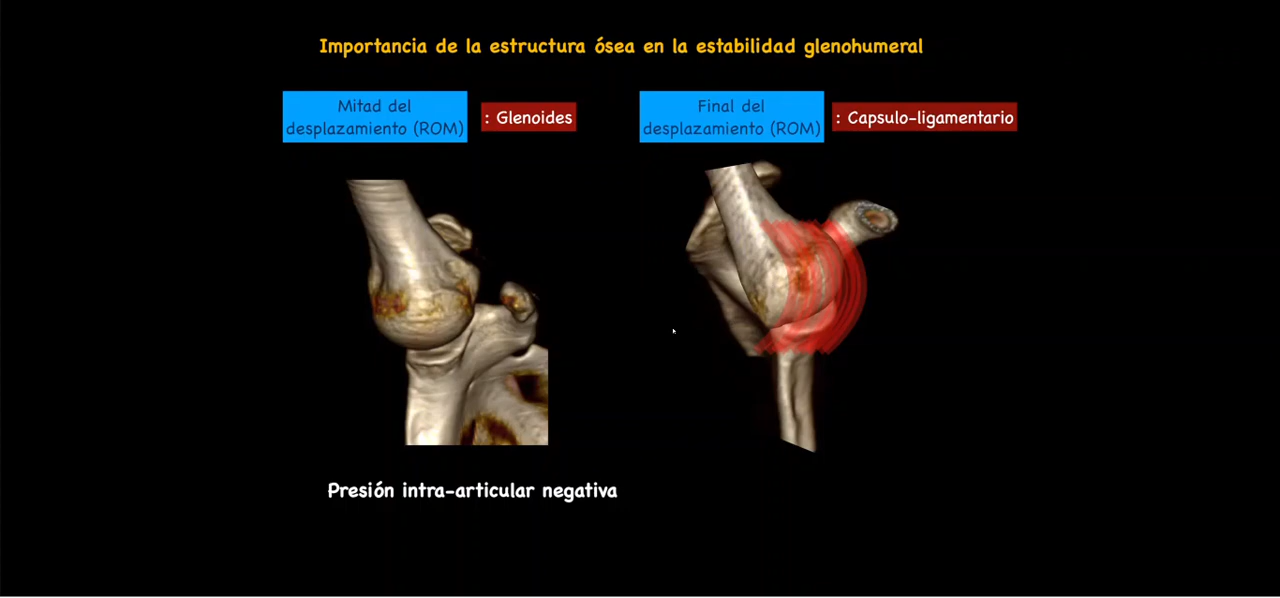 Importancia de la estructura ósea en la estabilidad glenohumeral
Mitad del
desplazamiento (ROM)
: Glenoides
Final del
desplazamiento (ROM)
: Capsulo-ligamentario
Presión intra-articular negativa